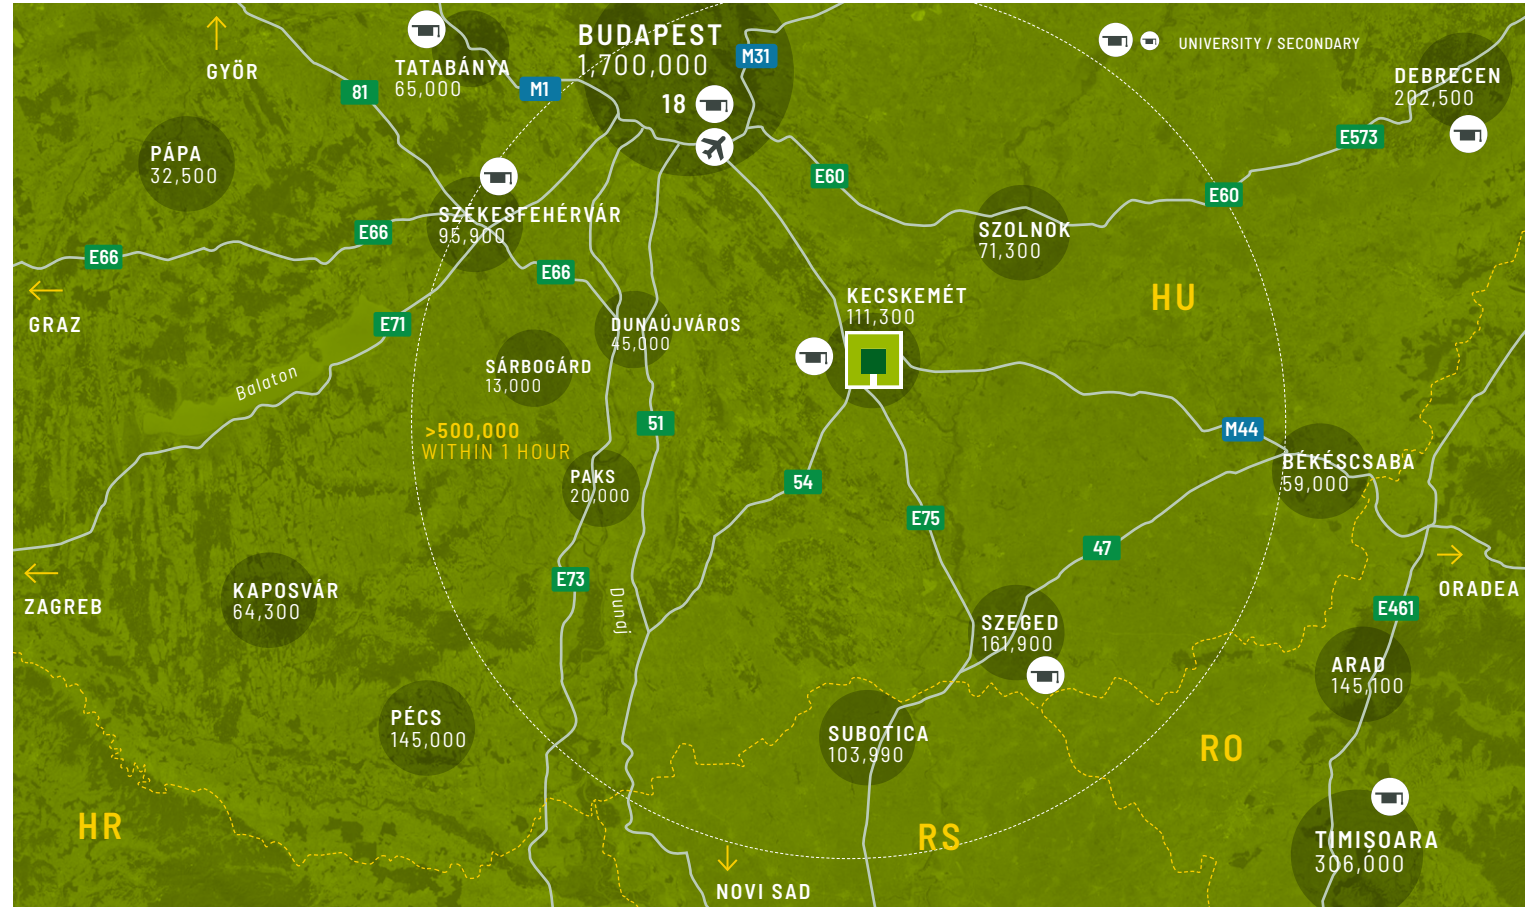 GYÖR
TATABÁNYA
65,000
BUDAPEST
1,700,000
18
M31
UNIVERSITY / SECONDARY
DEBRECEN
202,500
81
M1
E573
PÁPA
32,500
E60
E60
SZÉKESFEHÉRVÁR
95,900
E66
E66
E66
SZOLNOK
71,300
GRAZ
E71
HU
KECSKEMÉT
111,300
DUNAÚJVÁROS
45,000
SÁRBOGÁRD
13,000
Balaton
>500,000
WITHIN 1 HOUR
51
M44
PAKS
20,000
54
BÉKÉSCSABA
59,000
E75
47
E73
ZAGREB
KAPOSVÁR
64,300
Dunaj
ORADEA
E461
SZEGED
161,900
ARAD
145,100
PÉCS
145,000
SUBOTICA
103,990
RO
HR
RS
TIMIȘOARA
306,000
NOVI SAD